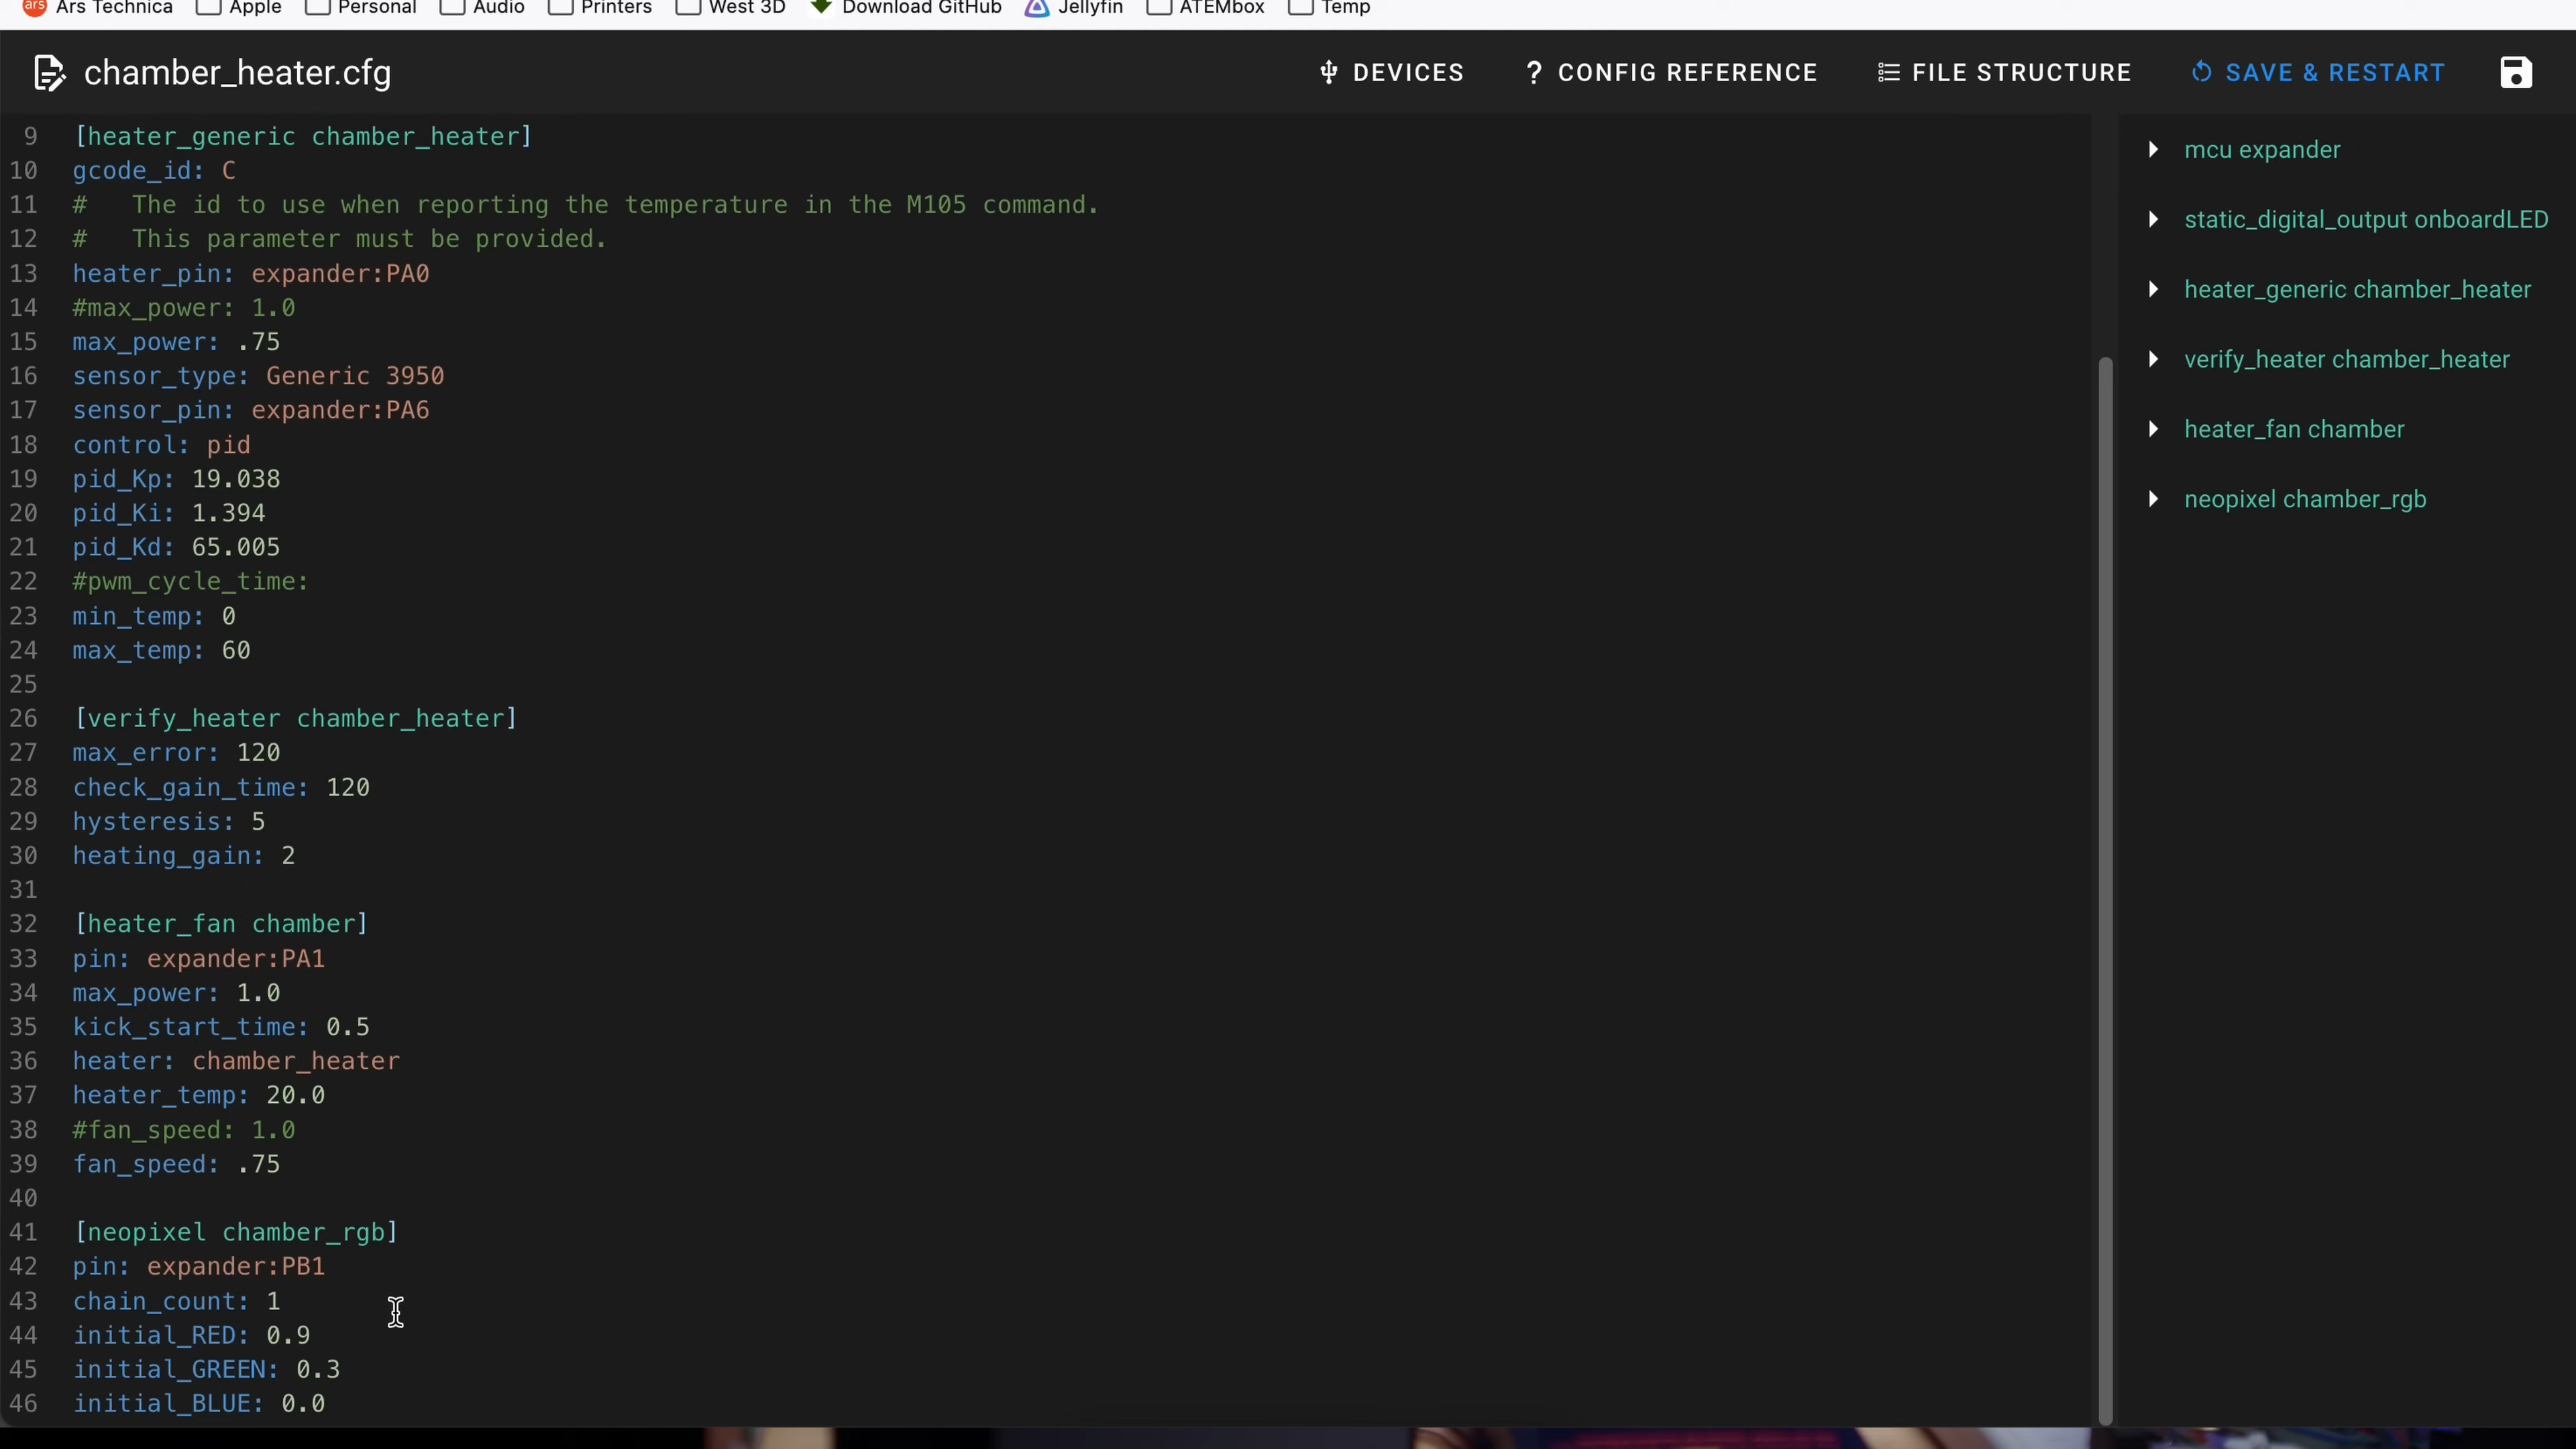 ars Ars Technica Apple Personal Audio Printers West 3D Download GitHub Jellyfin ATEMbox Temp
chamber_heater.cfg DEVICES ? CONFIG REFERENCE FILE STRUCTURE SAVE & RESTART
9 [heater_generic chamber_heater]
10 gcode_id: C
11 #   The id to use when reporting the temperature in the M105 command.
12 #   This parameter must be provided.
13 heater_pin: expander:PA0
14 #max_power: 1.0
15 max_power: .75
16 sensor_type: Generic 3950
17 sensor_pin: expander:PA6
18 control: pid
19 pid_Kp: 19.038
20 pid_Ki: 1.394
21 pid_Kd: 65.005
22 #pwm_cycle_time:
23 min_temp: 0
24 max_temp: 60
25
26 [verify_heater chamber_heater]
27 max_error: 120
28 check_gain_time: 120
29 hysteresis: 5
30 heating_gain: 2
31
32 [heater_fan chamber]
33 pin: expander:PA1
34 max_power: 1.0
35 kick_start_time: 0.5
36 heater: chamber_heater
37 heater_temp: 20.0
38 #fan_speed: 1.0
39 fan_speed: .75
40
41 [neopixel chamber_rgb]
42 pin: expander:PB1
43 chain_count: 1
44 initial_RED: 0.9
45 initial_GREEN: 0.3
46 initial_BLUE: 0.0
mcu expander
static_digital_output onboardLED
heater_generic chamber_heater
verify_heater chamber_heater
heater_fan chamber
neopixel chamber_rgb